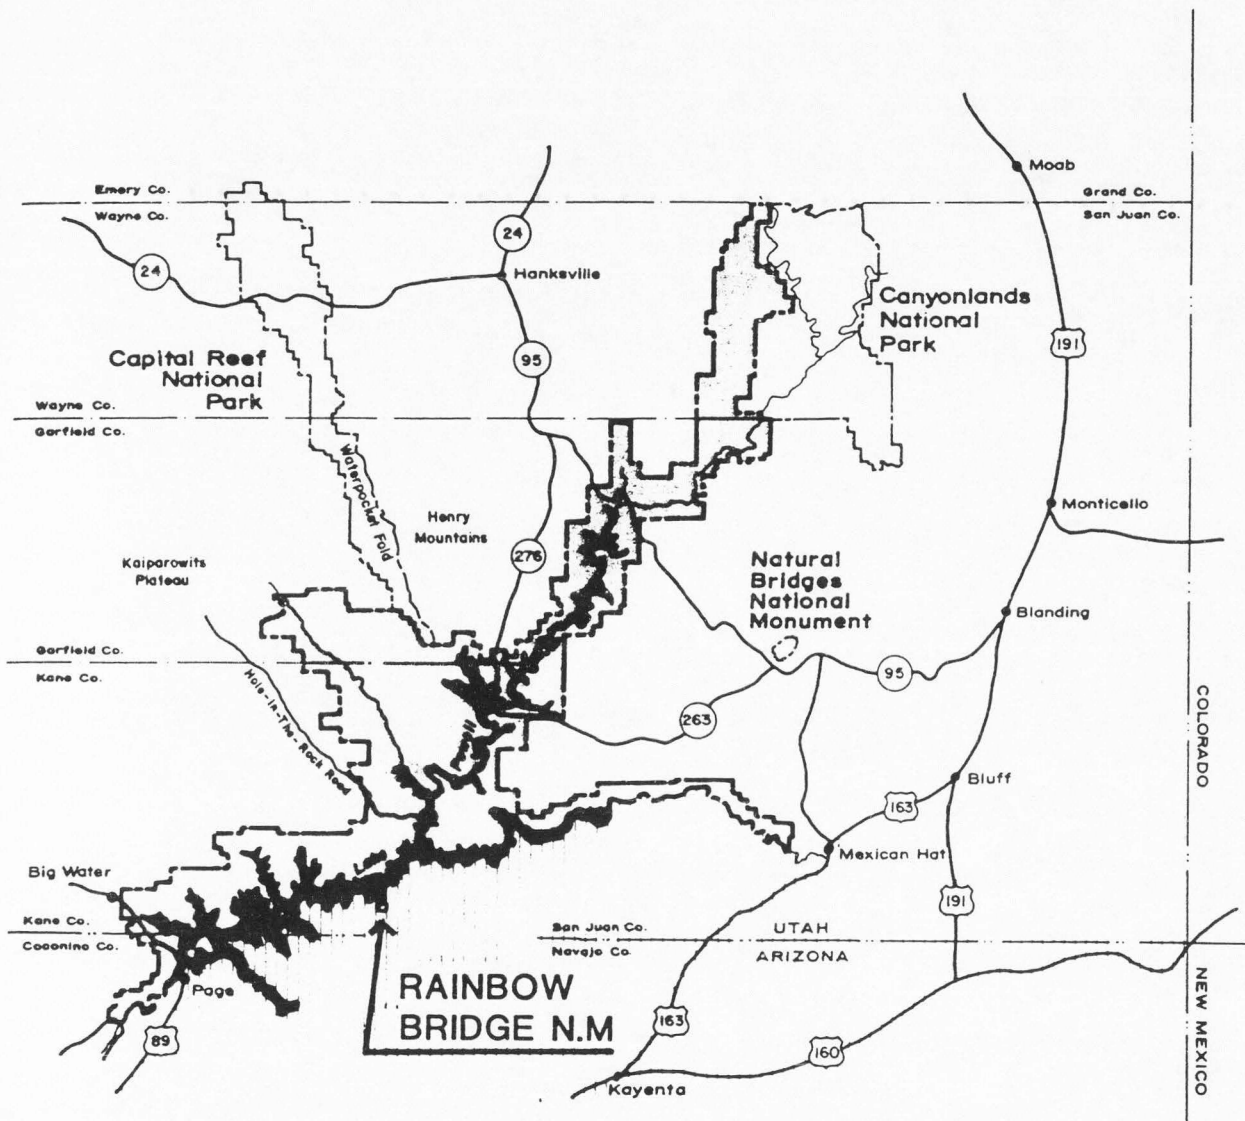 Moab
Emery Co.
Wayne Co.
Grand Co.
San Juan Co.
24
24
Hanksville
Canyonlands
National
Park
191
95
Capital Reef
National
Park
Wayne Co.
Garfield Co.
Waterpocket Fold
Henry
Mountains
Monticello
276
Kaiparowits
Plateau
Natural
Bridges
National
Monument
Blanding
Garfield Co.
Kane Co.
95
Hole-In-The-Rock Road
263
COLORADO
Bluff
163
Mexican Hat
Big Water
191
Kane Co.
Coconino Co.
San Juan Co.
Navajo Co.
UTAH
ARIZONA
Page
RAINBOW
BRIDGE N.M
NEW MEXICO
89
163
160
Kayenta